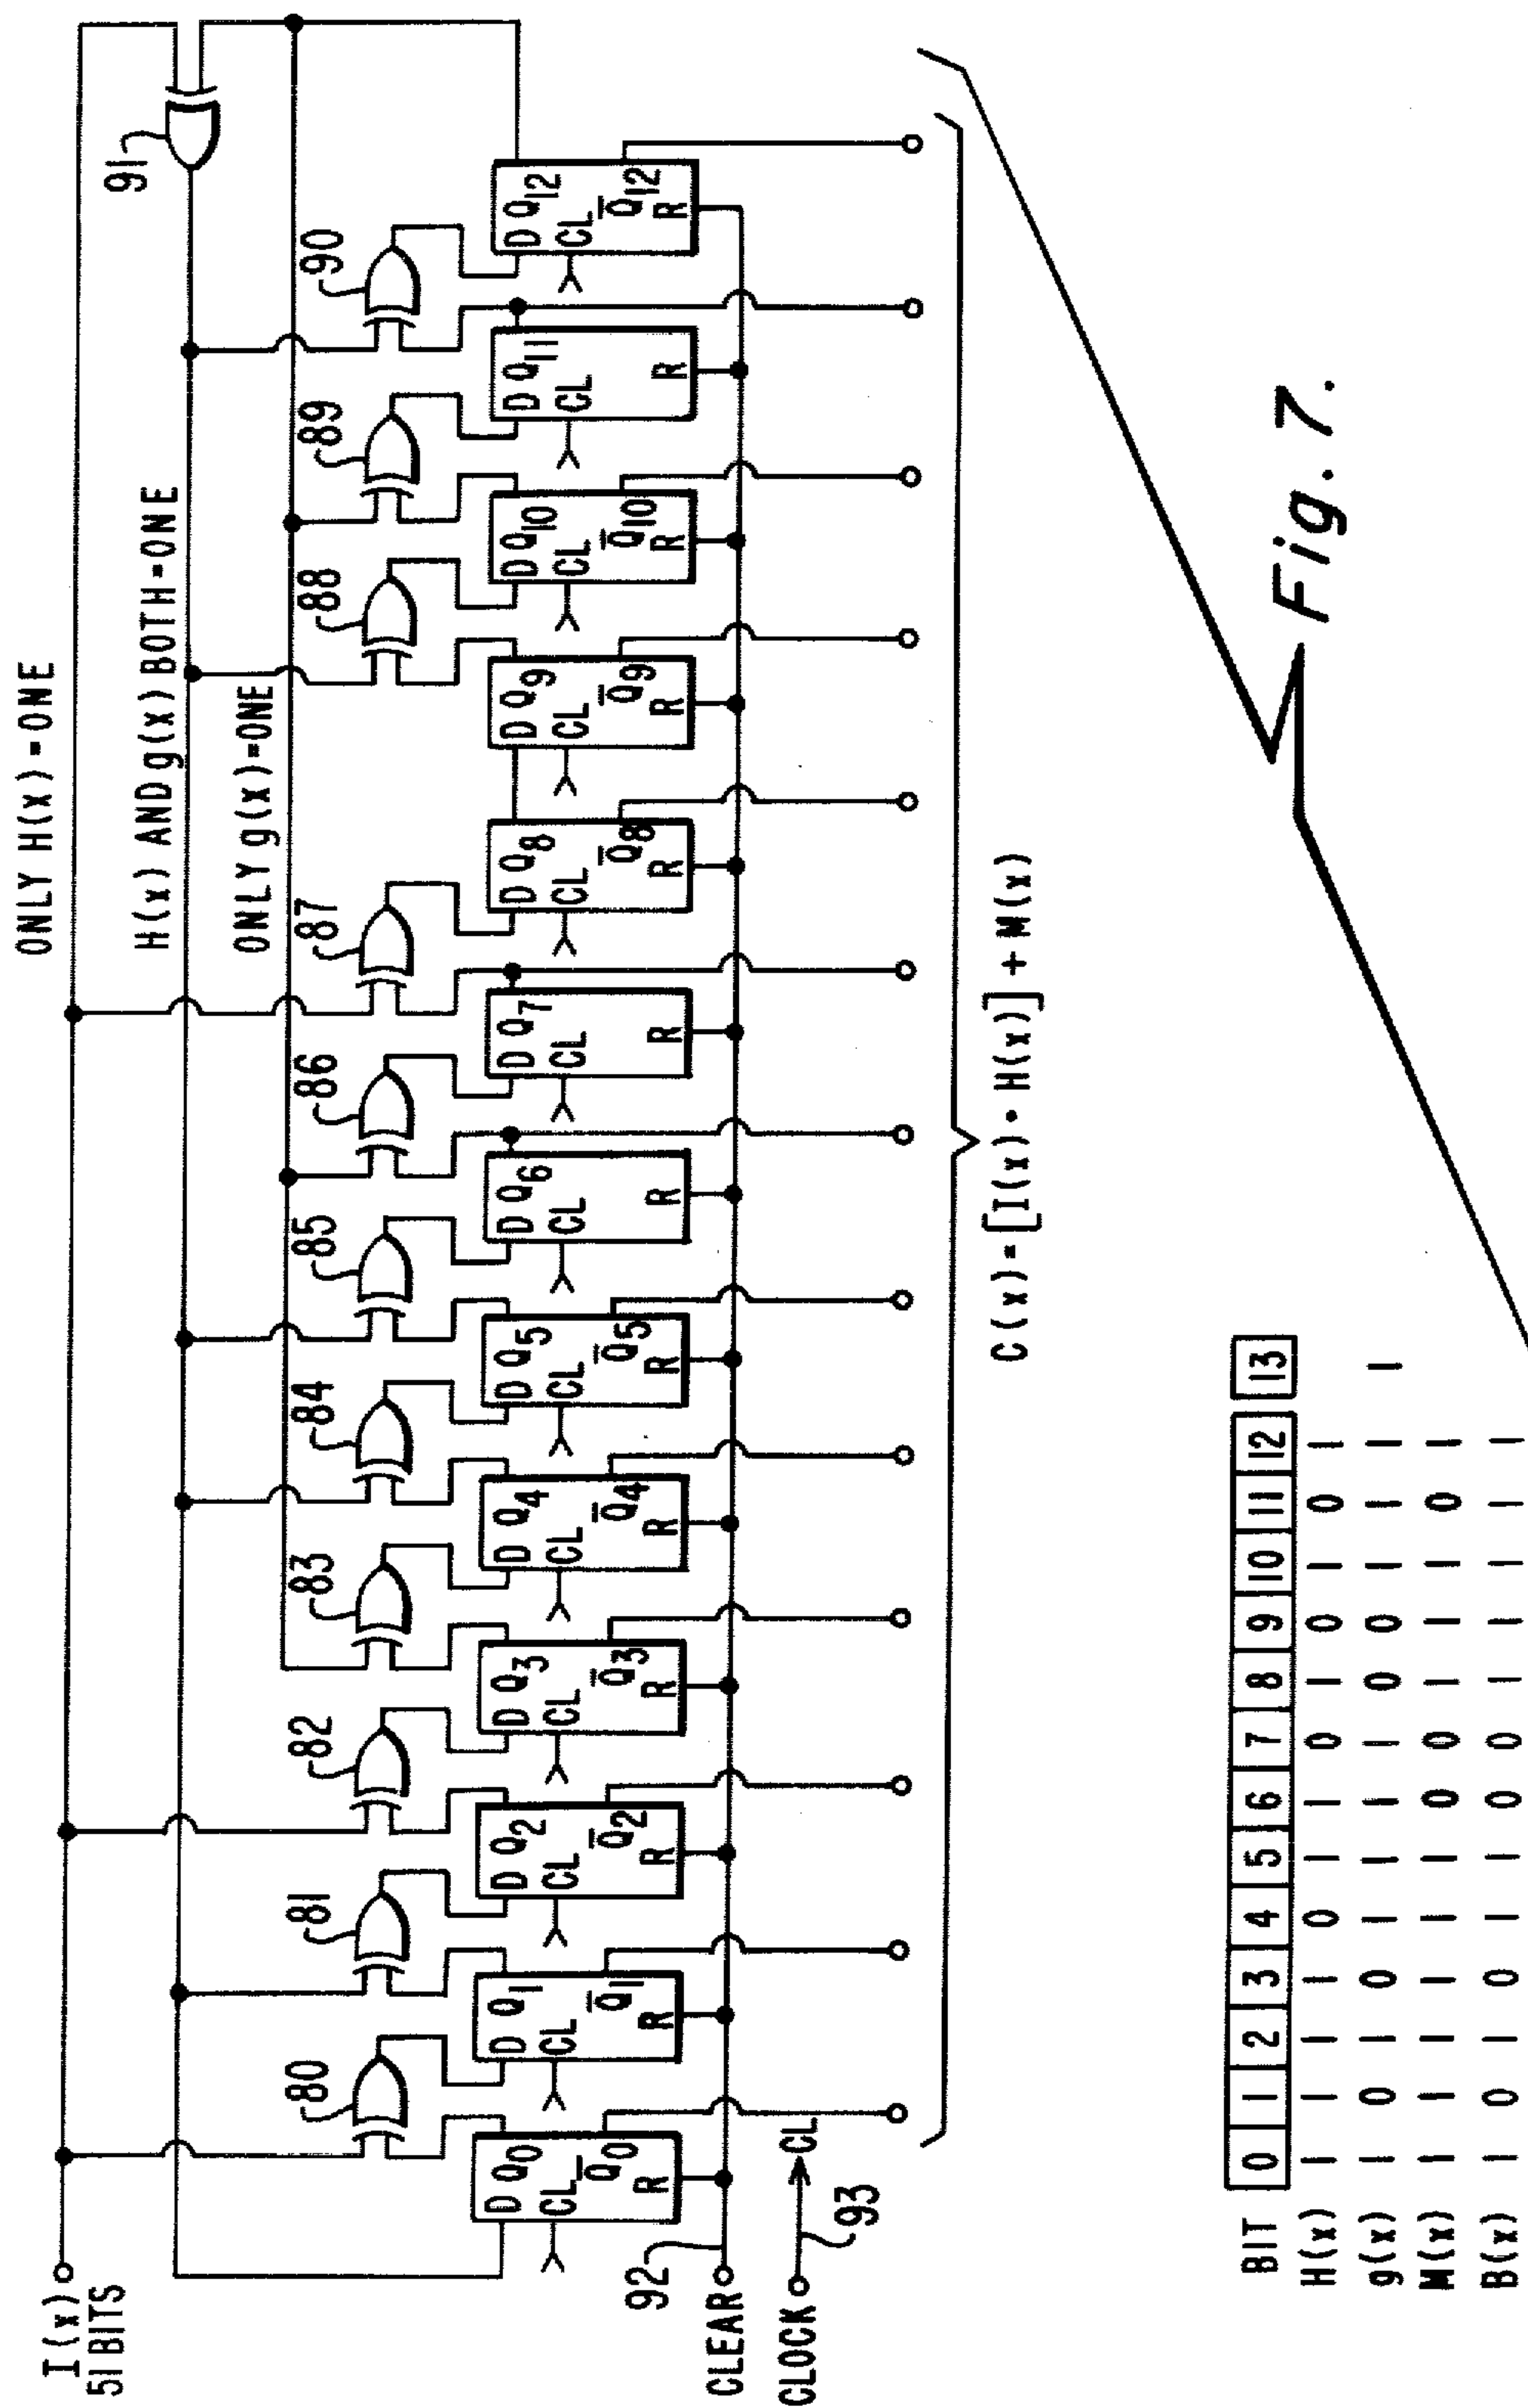 ONLY H(x) = ONE
H(x) AND g(x) BOTH = ONE
ONLY g(x)=ONE
I(x)
51 BITS
91
80 81 82 83 84 85 86 87 88 89 90
D Q0 D Q1 D Q2 D Q3 D Q4 D Q5 D Q6 D Q7 D Q8 D Q9 D Q10 D Q11 D Q12
CL CL CL CL CL CL CL CL CL CL CL CL CL
Q̅0 Q̅1 Q̅2 Q̅3 Q̅4 Q̅5 Q̅8 Q̅9 Q̅10 Q̅12
R R R R R R R R R R R R R
92
CLEAR
CLOCK CL
93
C(x) = [I(x) • H(x)] + M(x)
BIT 0 1 2 3 4 5 6 7 8 9 10 11 12 13
H(x) 1 1 1 1 0 1 1 0 1 0 1 0 1
g(x) 1 0 1 0 1 1 1 1 0 0 1 1 1 1
M(x) 1 1 1 1 1 1 0 0 1 1 1 0 1
B(x) 1 0 1 0 1 1 0 0 1 1 1 1 1
Fig. 7.